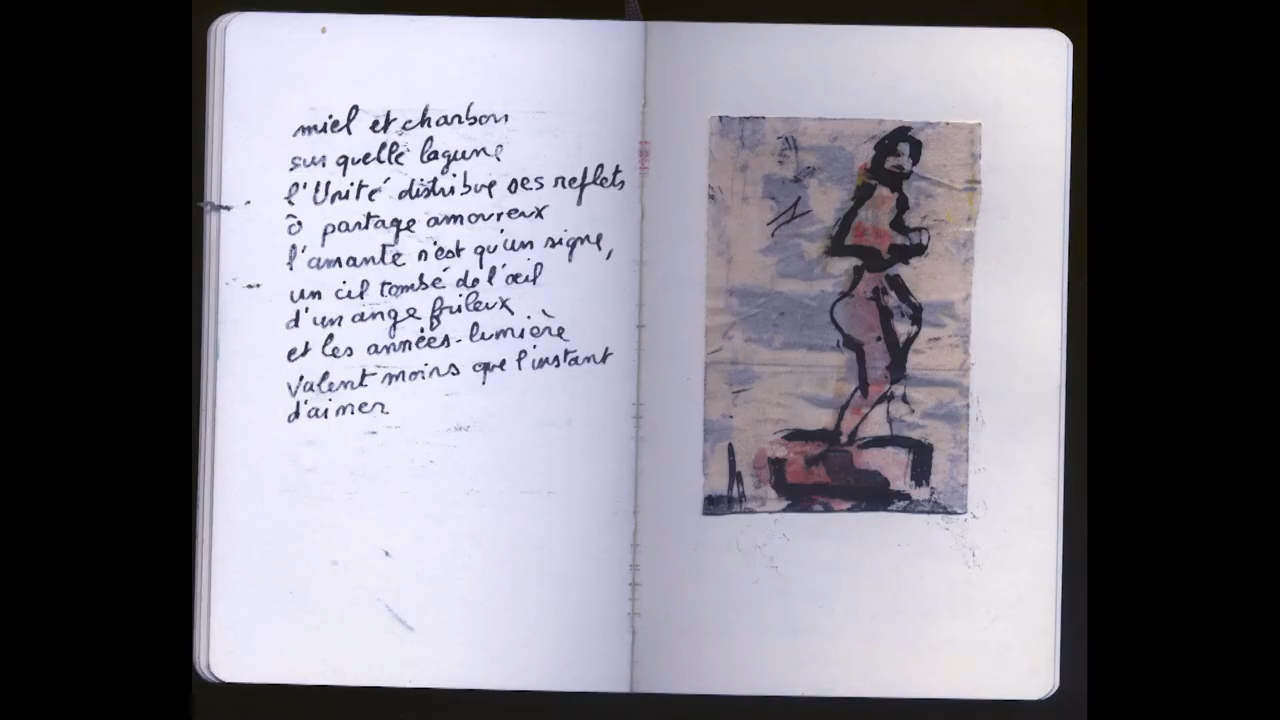 miel et charbon
sur quelle lagune
l'Unité distribue ses reflets
ô partage amoureux
l'amante n'est qu'un signe,
un cil tombé de l'œil
d'un ange frileux
et les années-lumière
valent moins que l'instant
d'aimer